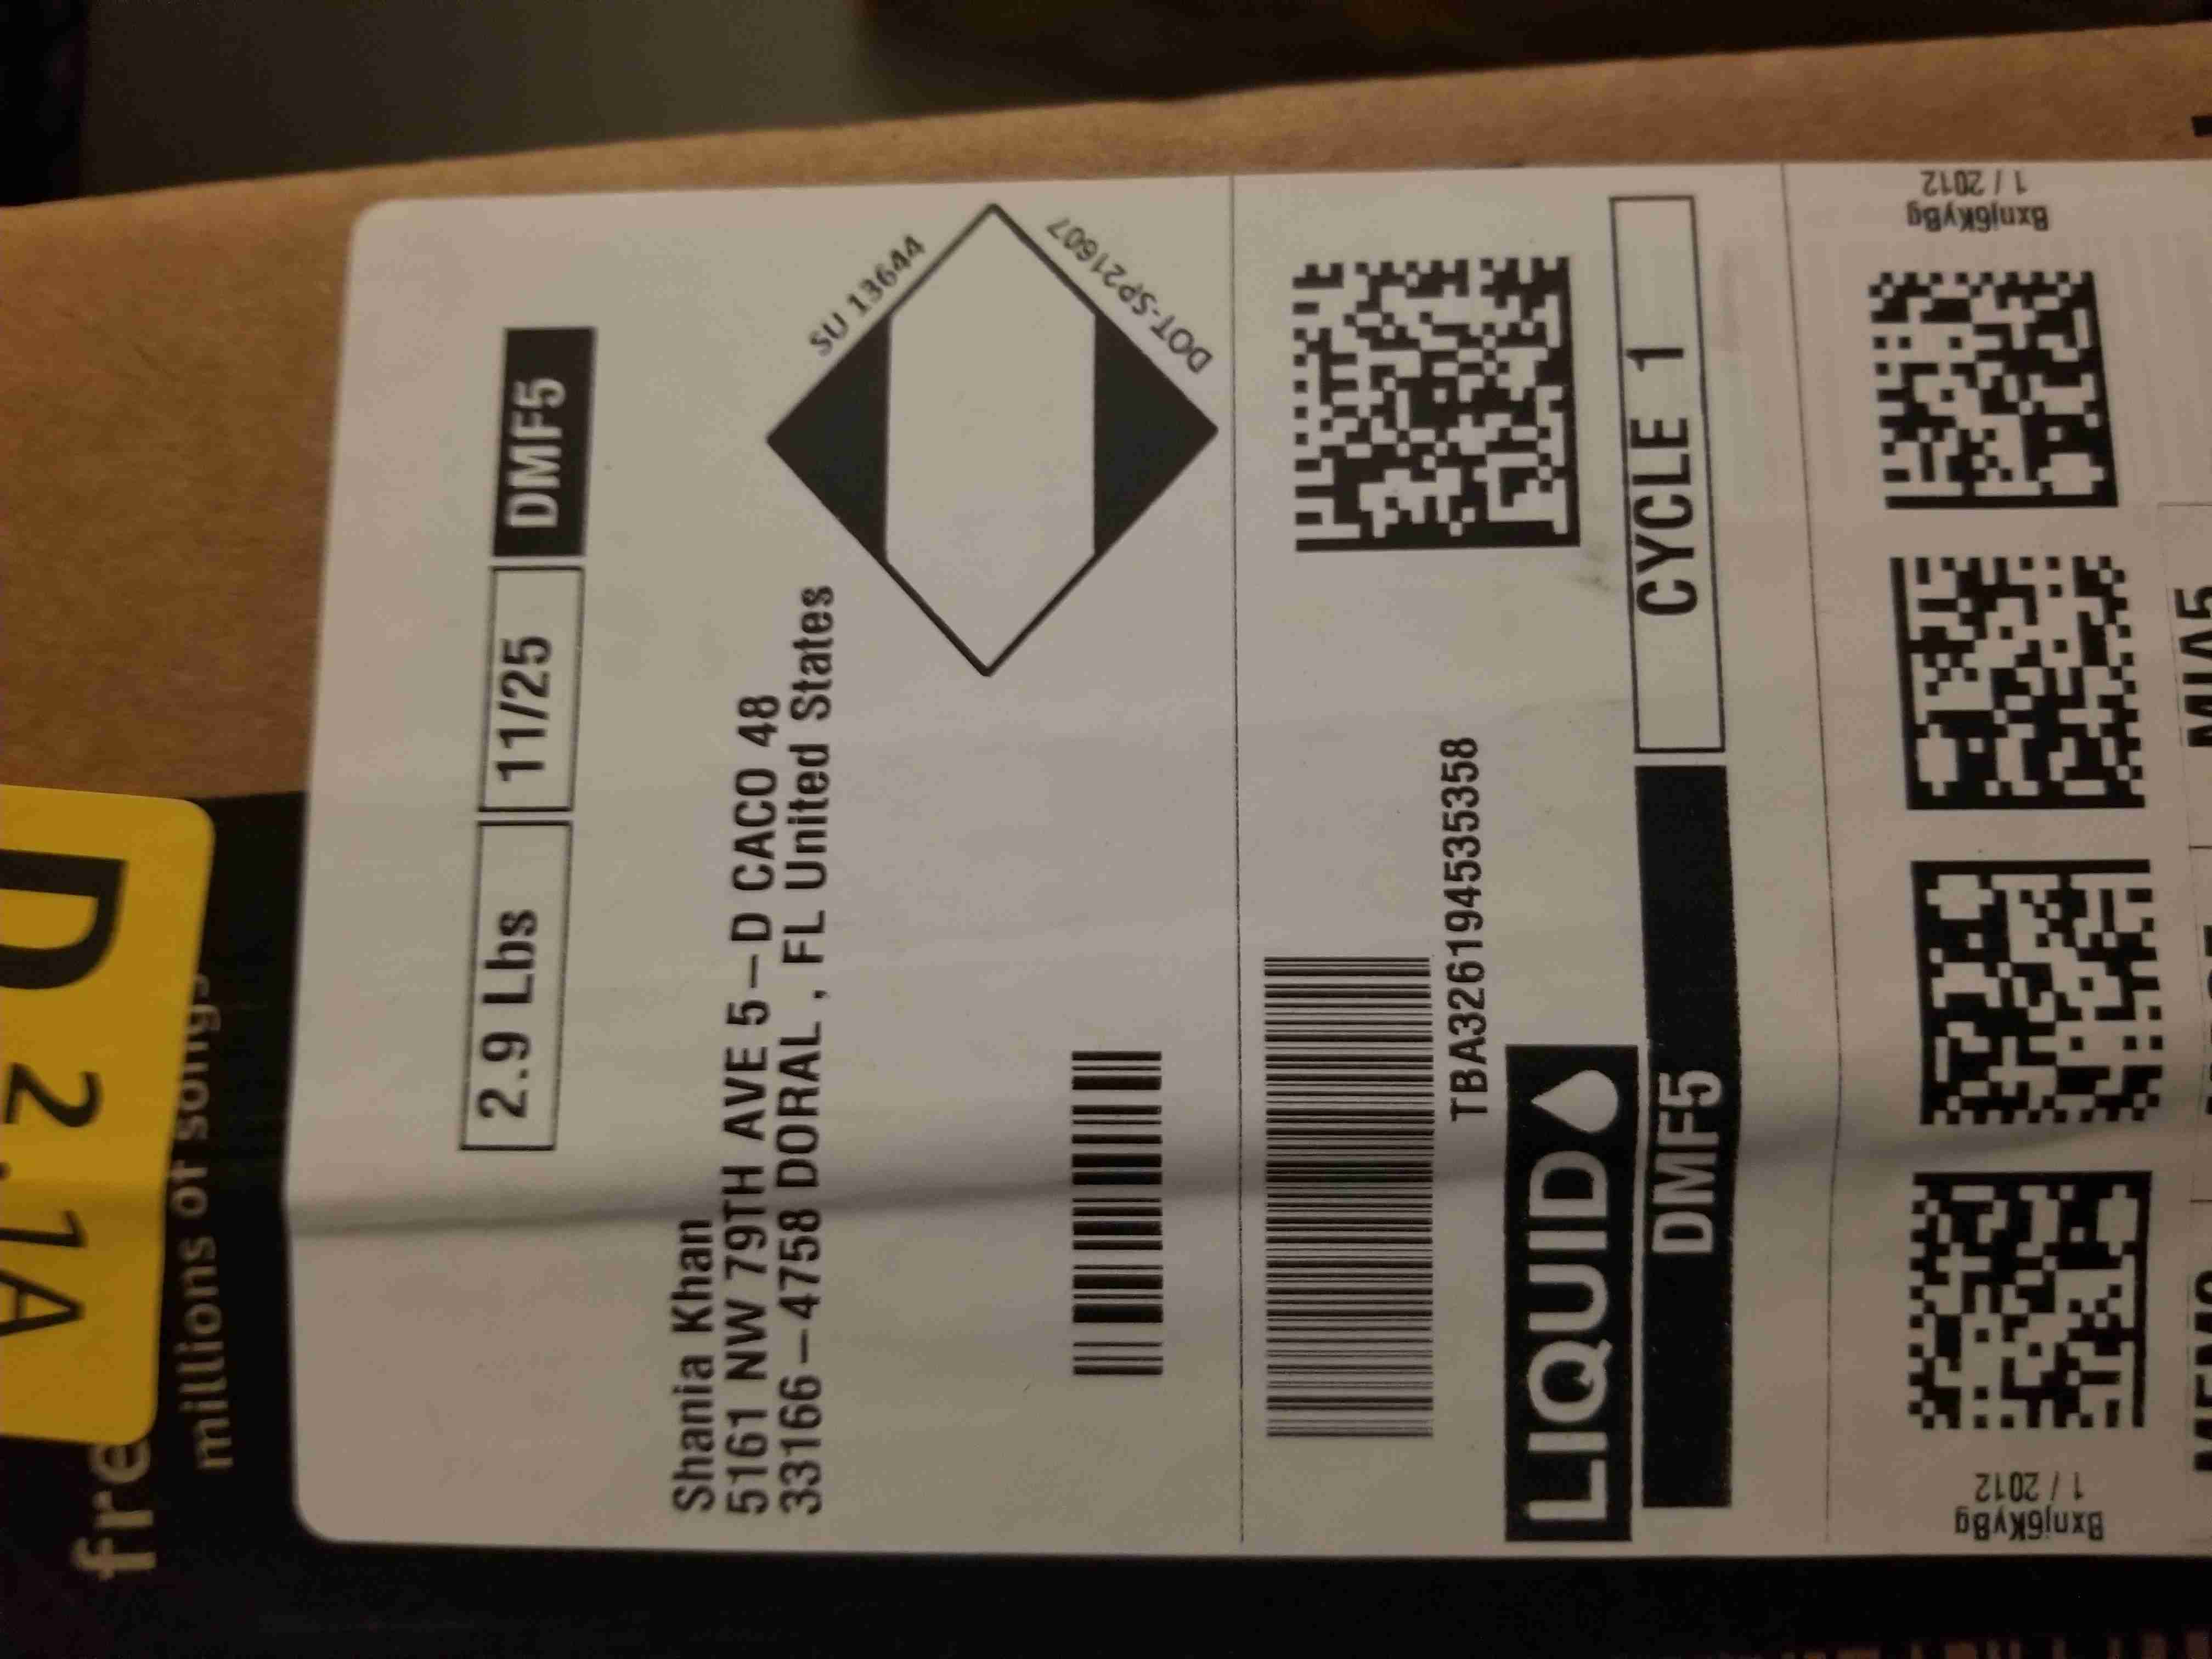 D 2.1A
fre
millions of songs
2.9 Lbs 11/25 DMF5
Shania Khan
5161 NW 79TH AVE 5-D CACO 48
33166-4758 DORAL , FL United States
SU 13644
DOT-SP21607
TBA326194535358
LIQUID
DMF5
CYCLE 1
Bxnj6KyBg
1 / 2012
Bxnj6KyBg
1 / 2012
MIA5